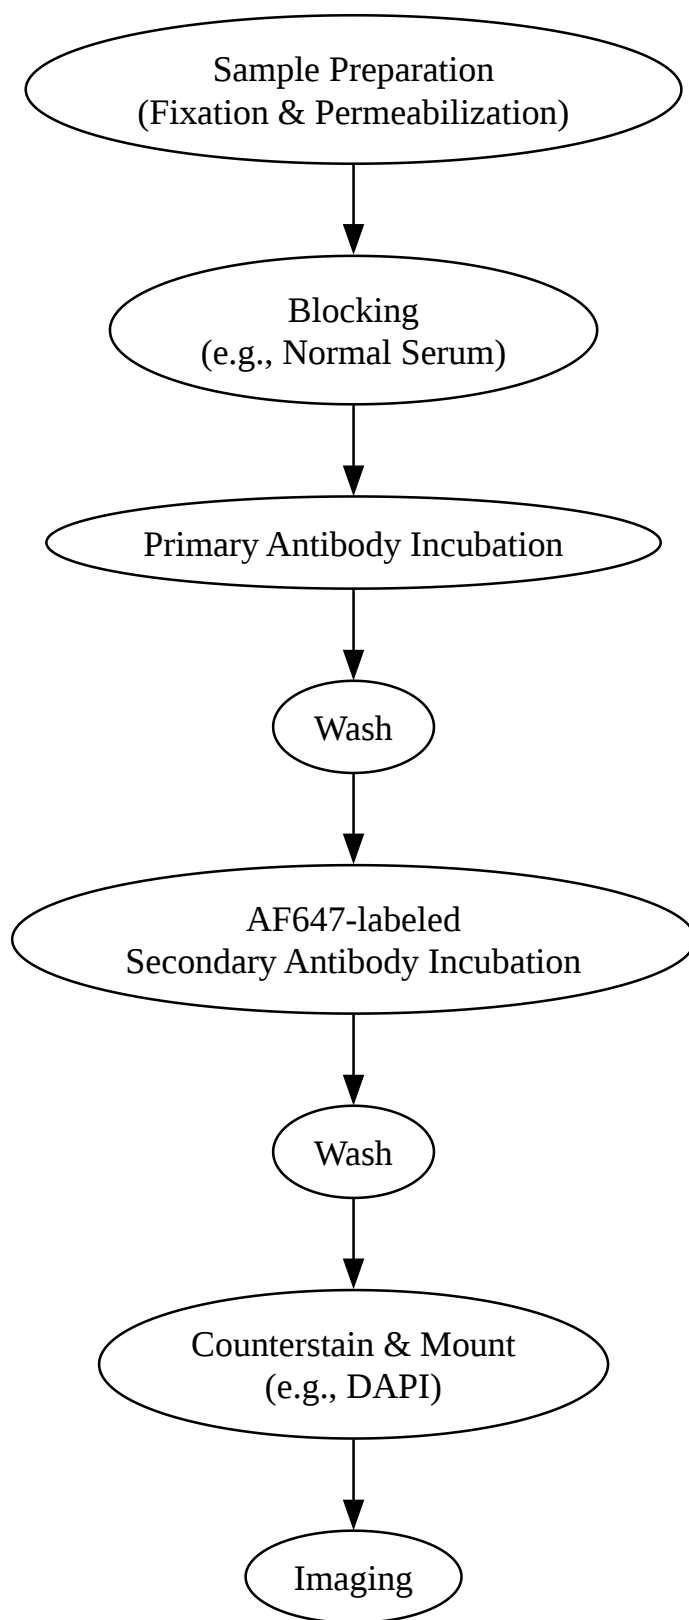 Sample Preparation
(Fixation & Permeabilization)
Blocking
(e.g., Normal Serum)
Primary Antibody Incubation
Wash
AF647-labeled
Secondary Antibody Incubation
Wash
Counterstain & Mount
(e.g., DAPI)
Imaging